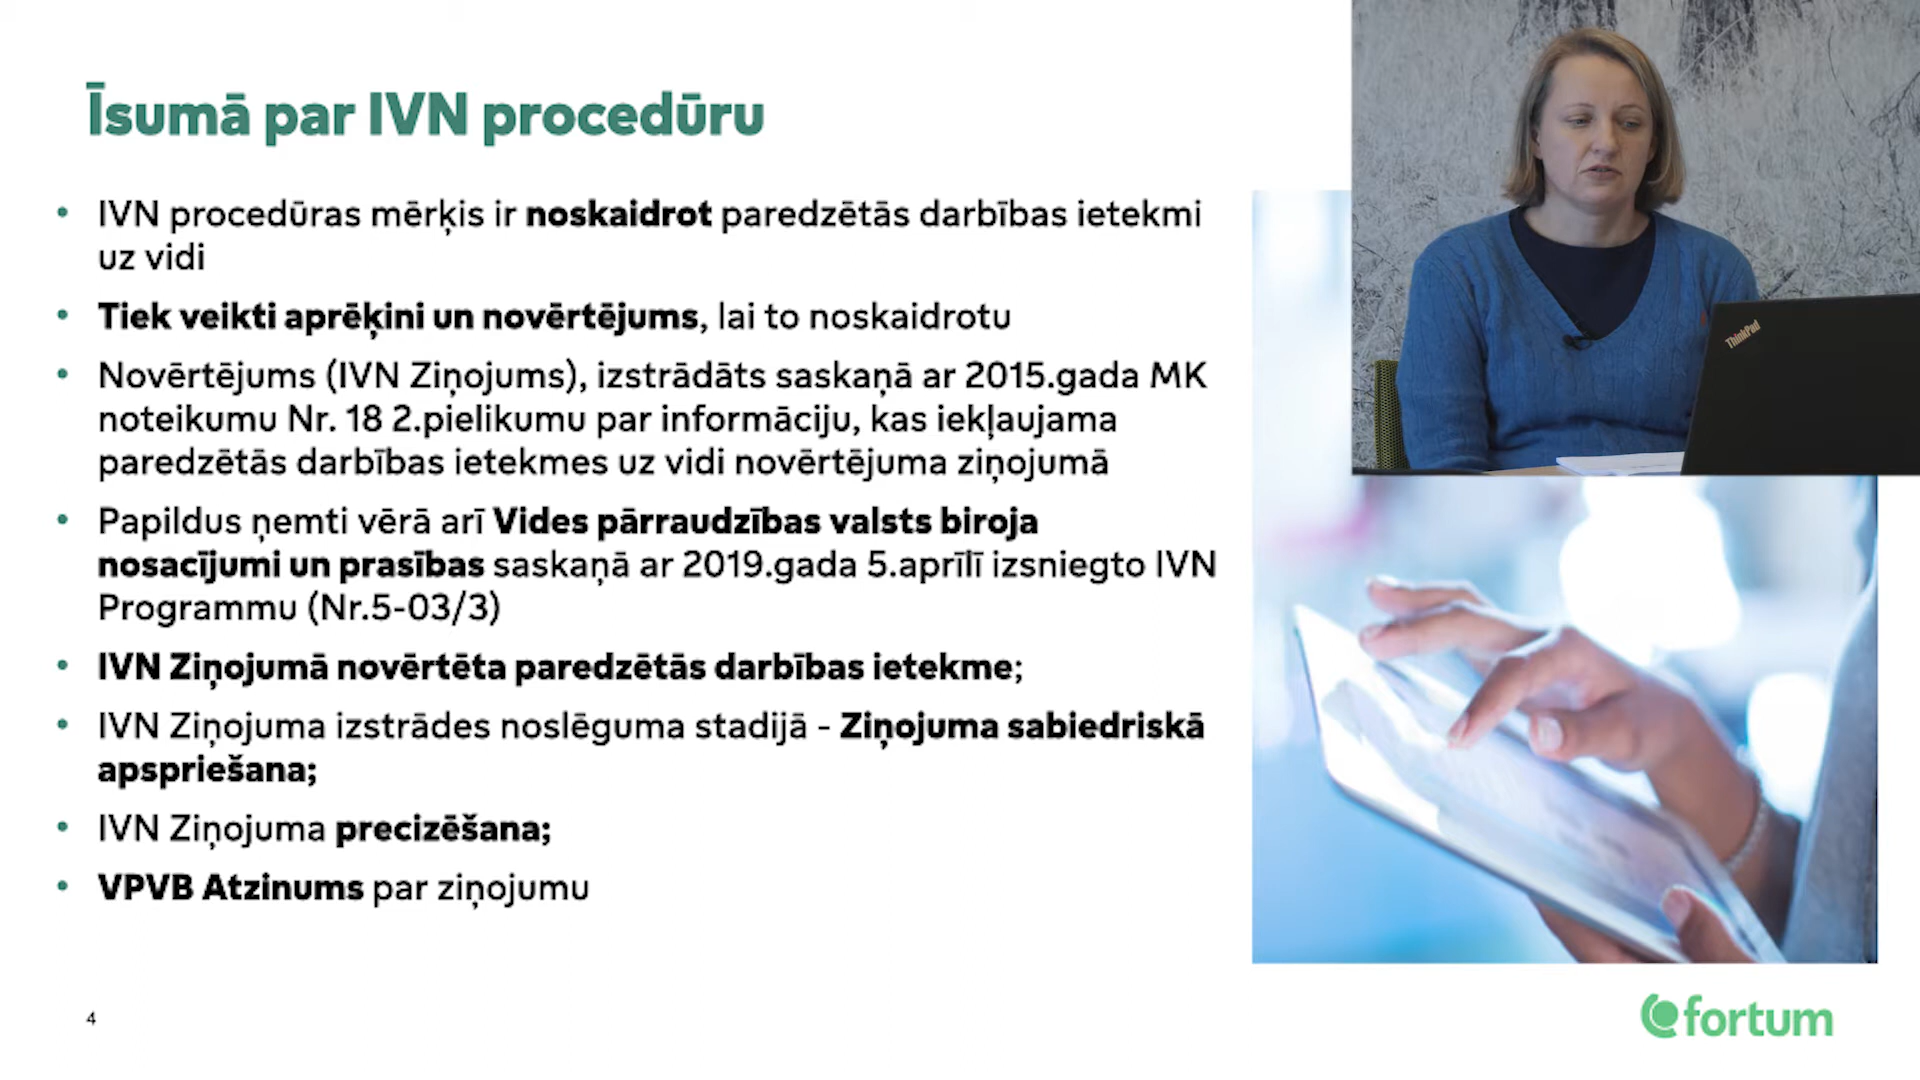 Īsumā par IVN procedūru
• IVN procedūras mērķis ir noskaidrot paredzētās darbības ietekmi
uz vidi
• Tiek veikti aprēķini un novērtējums, lai to noskaidrotu
• Novērtējums (IVN Ziņojums), izstrādāts saskaņā ar 2015.gada MK
noteikumu Nr. 18 2.pielikumu par informāciju, kas iekļaujama
paredzētās darbības ietekmes uz vidi novērtējuma ziņojumā
• Papildus ņemti vērā arī Vides pārraudzības valsts biroja
nosacījumi un prasības saskaņā ar 2019.gada 5.aprīlī izsniegto IVN
Programmu (Nr.5-03/3)
• IVN Ziņojumā novērtēta paredzētās darbības ietekme;
• IVN Ziņojuma izstrādes noslēguma stadijā - Ziņojuma sabiedriskā
apspriešana;
• IVN Ziņojuma precizēšana;
• VPVB Atzinums par ziņojumu
ThinkPad
4
fortum